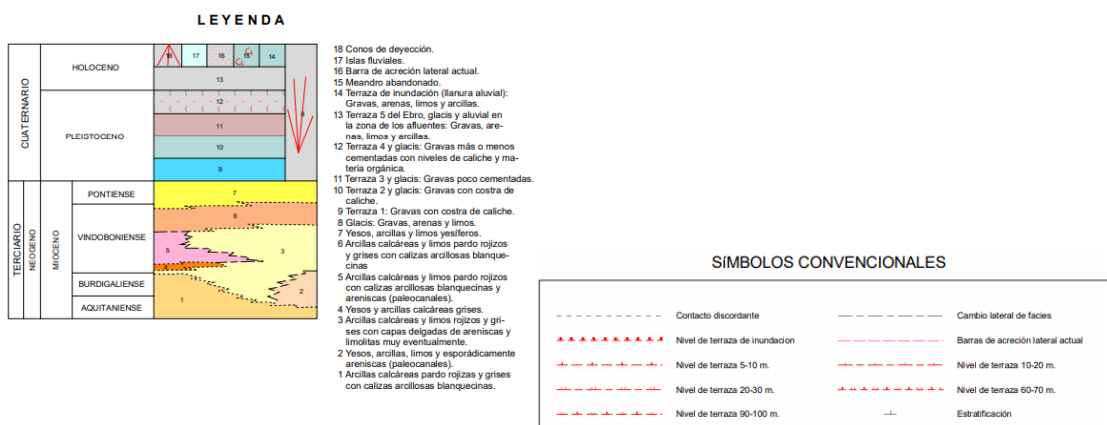 LEYENDA
CUATERNARIO
HOLOCENO
PLEISTOCENO
TERCIARIO
NEOGENO
MIOCENO
PONTIENSE
VINDOBONIENSE
BURDIGALIENSE
AQUITANIENSE
18
17
16
15
14
13
12
8
11
10
9
7
6
5
3
4
2
1
18 Conos de deyección.
17 Islas fluviales.
16 Barra de acreción lateral actual.
15 Meandro abandonado.
14 Terraza de inundación (llanura aluvial):
Gravas, arenas, limos y arcillas.
13 Terraza 5 del Ebro, glacis y aluvial en
la zona de los afluentes: Gravas, are-
nas, limos y arcillas.
12 Terraza 4 y glacis: Gravas más o menos
cementadas con niveles de caliche y ma-
teria orgánica.
11 Terraza 3 y glacis: Gravas poco cementadas.
10 Terraza 2 y glacis: Gravas con costra de
caliche.
9 Terraza 1: Gravas con costra de caliche.
8 Glacis: Gravas, arenas y limos.
7 Yesos, arcillas y limos yesíferos.
6 Arcillas calcáreas y limos pardo rojizos
y grises con calizas arcillosas blanque-
cinas
5 Arcillas calcáreas y limos pardo rojizos
con calizas arcillosas blanquecinas y
areniscas (paleocanales).
4 Yesos y arcillas calcáreas grises.
3 Arcillas calcáreas y limos rojizos y gri-
ses con capas delgadas de areniscas y
limolitas muy eventualmente.
2 Yesos, arcillas, limos y esporádicamente
areniscas (paleocanales).
1 Arcillas calcáreas pardo rojizas y grises
con calizas arcillosas blanquecinas.
SíMBOLOS CONVENCIONALES
Contacto discordante
Cambio lateral de facies
Nivel de terraza de inundacion
Barras de acreción lateral actual
Nivel de terraza 5-10 m.
Nivel de terraza 10-20 m.
Nivel de terraza 20-30 m.
Nivel de terraza 60-70 m.
Nivel de terraza 90-100 m.
Estratificación